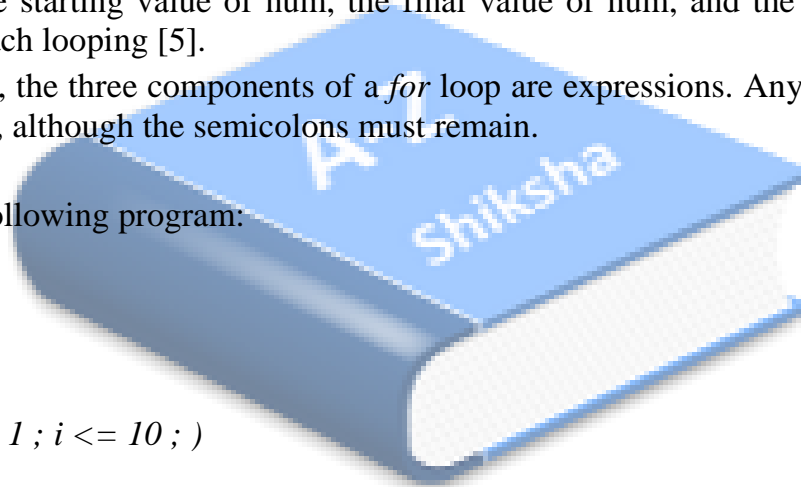 e starting value of num, the final value of num, and the
ch looping [5].
, the three components of a for loop are expressions. Any
, although the semicolons must remain.
A-Z
Shiksha
ollowing program:
1 ; i <= 10 ; )